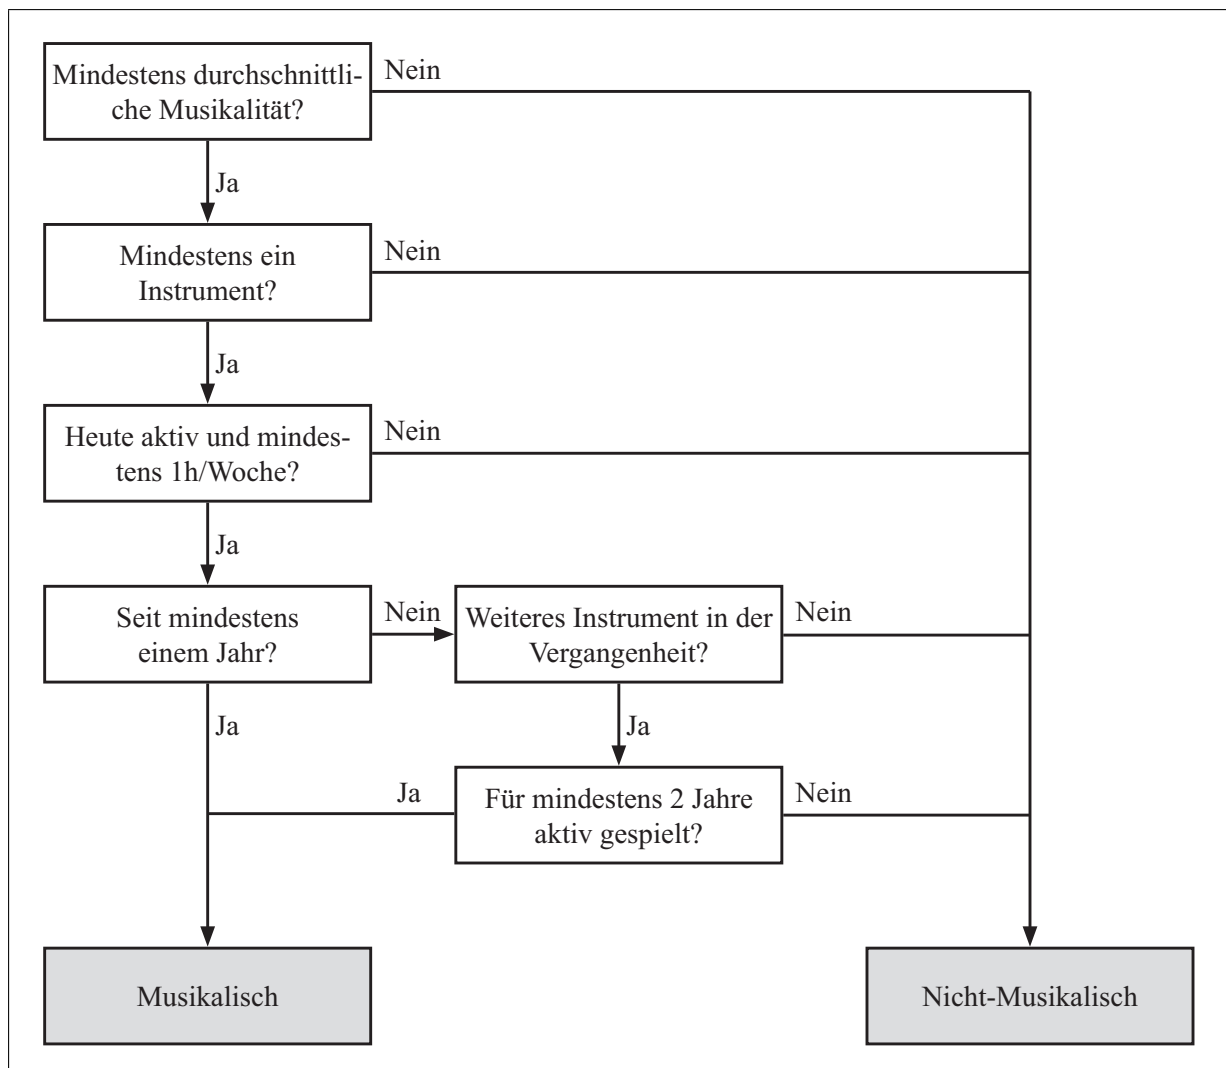 Mindestens durchschnittli-
che Musikalität?
Nein
Ja
Mindestens ein
Instrument?
Nein
Ja
Heute aktiv und mindes-
tens 1h/Woche?
Nein
Ja
Seit mindestens
einem Jahr?
Nein
Weiteres Instrument in der
Vergangenheit?
Nein
Ja
Ja
Ja
Für mindestens 2 Jahre
aktiv gespielt?
Nein
Musikalisch
Nicht-Musikalisch